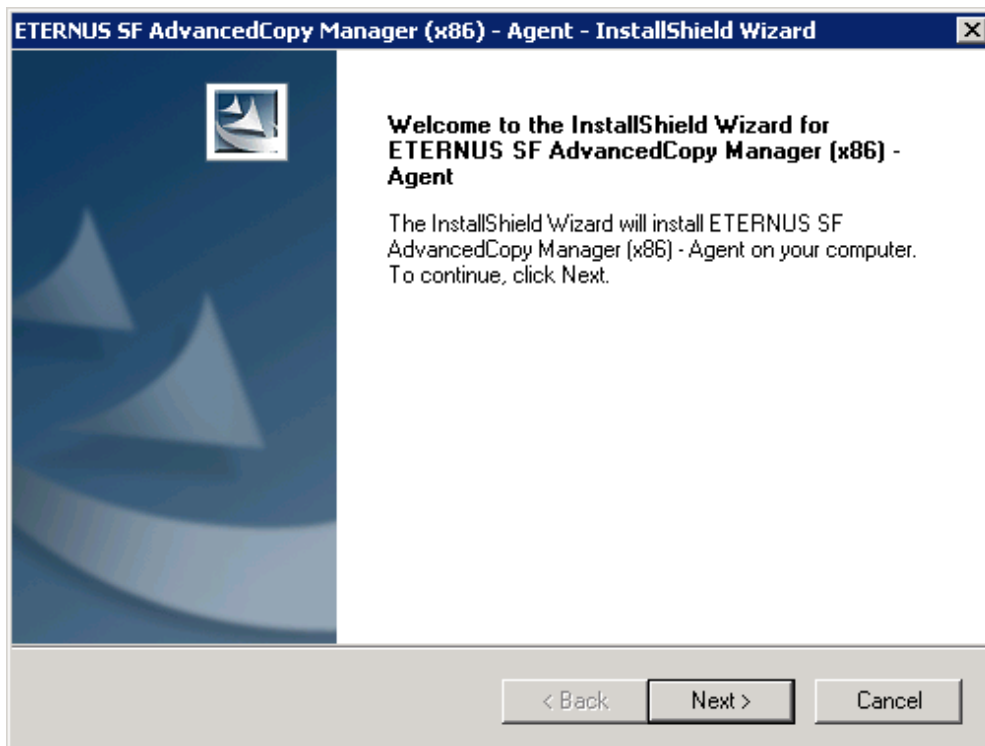 ETERNUS SF AdvancedCopy Manager (x86) - Agent - InstallShield Wizard
Welcome to the InstallShield Wizard for
ETERNUS SF AdvancedCopy Manager (x86) -
Agent
The InstallShield Wizard will install ETERNUS SF
AdvancedCopy Manager (x86) - Agent on your computer.
To continue, click Next.
< Back
Next >
Cancel